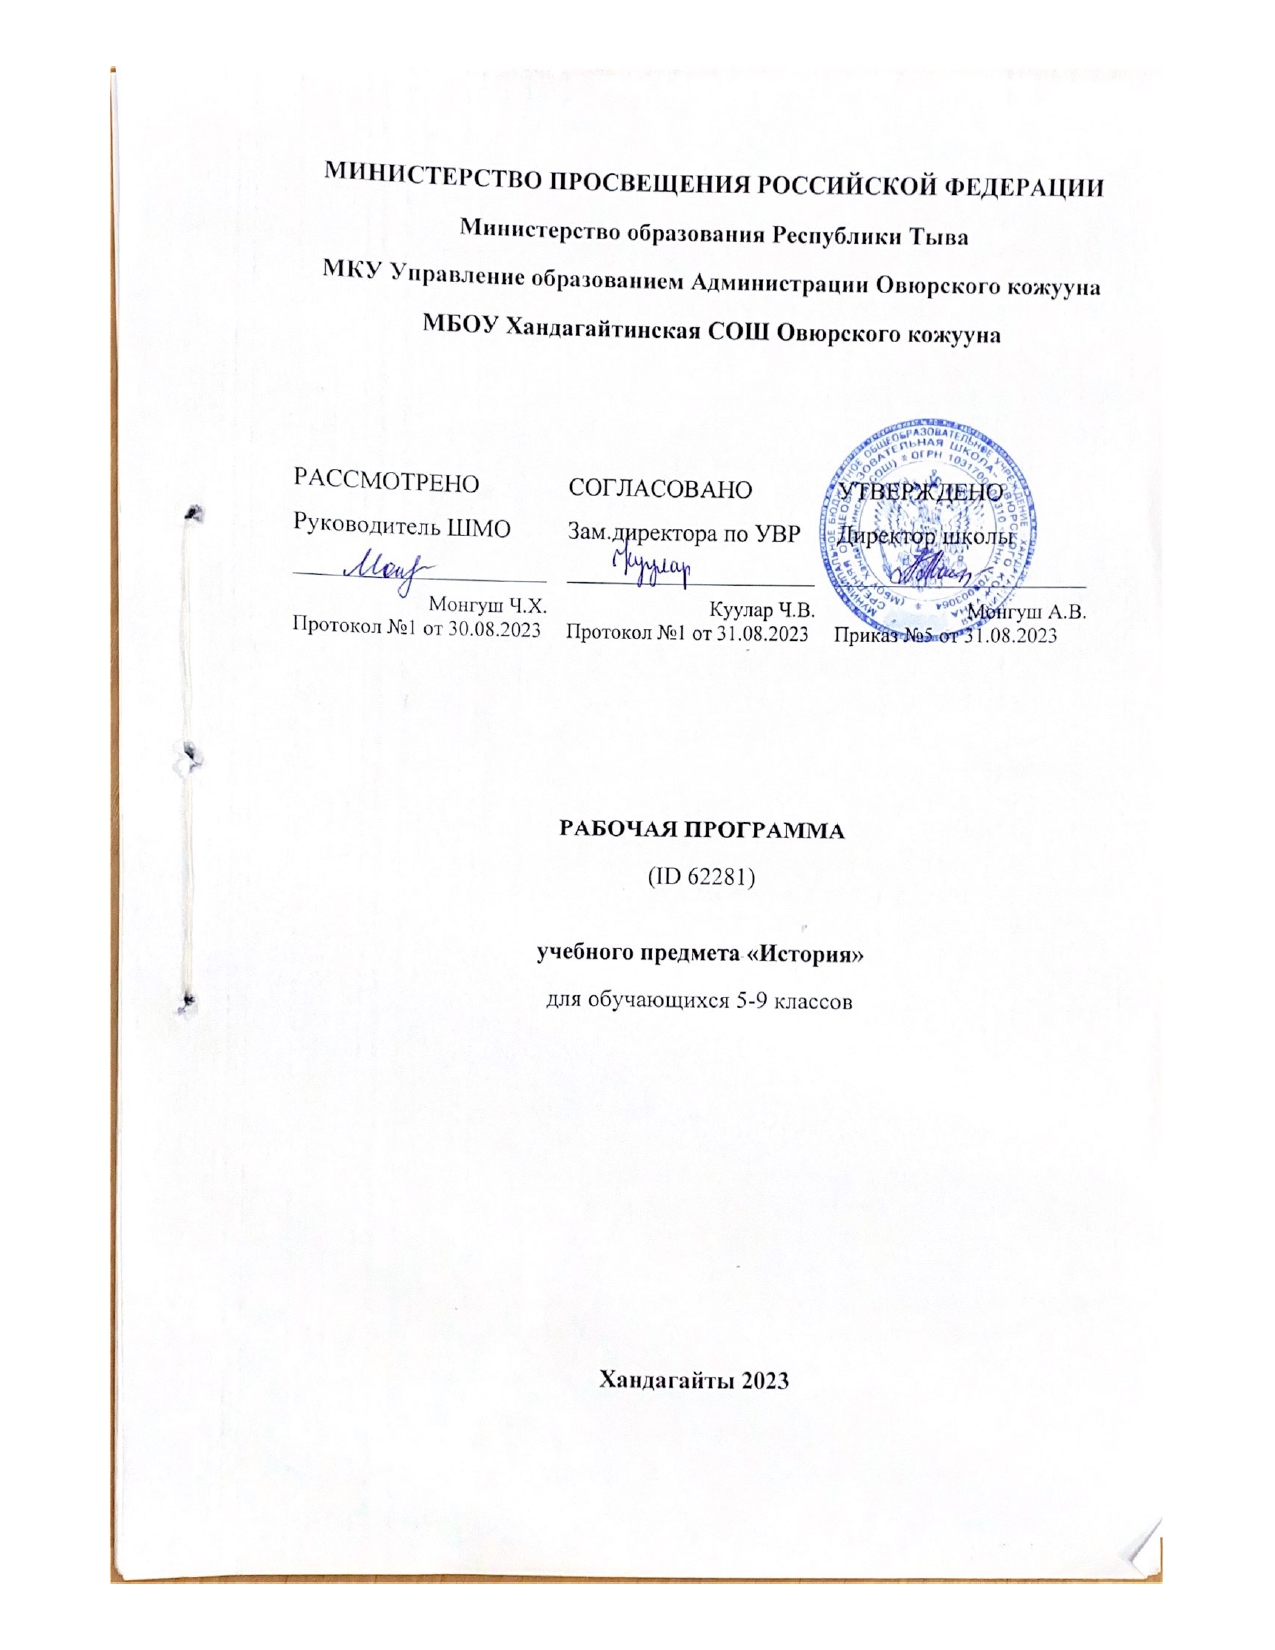 МИНИСТЕРСТВО ПРОСВЕЩЕНИЯ РОССИЙСКОЙ ФЕДЕРАЦИИ
Министерство образования Республики Тыва
МКУ Управление образованием Администрации Овюрского кожууна
МБОУ Хандагайтинская СОШ Овюрского кожууна
РАССМОТРЕНО
Руководитель ШМО
Монгуш Ч.Х.
Протокол №1 от 30.08.2023
СОГЛАСОВАНО
Зам.директора по УВР
Куулар
Куулар Ч.В.
Протокол №1 от 31.08.2023
УТВЕРЖДЕНО
Директор школы
Монгуш А.В.
Приказ №5 от 31.08.2023
РАБОЧАЯ ПРОГРАММА
(ID 62281)
учебного предмета «История»
для обучающихся 5-9 классов
Хандагайты 2023